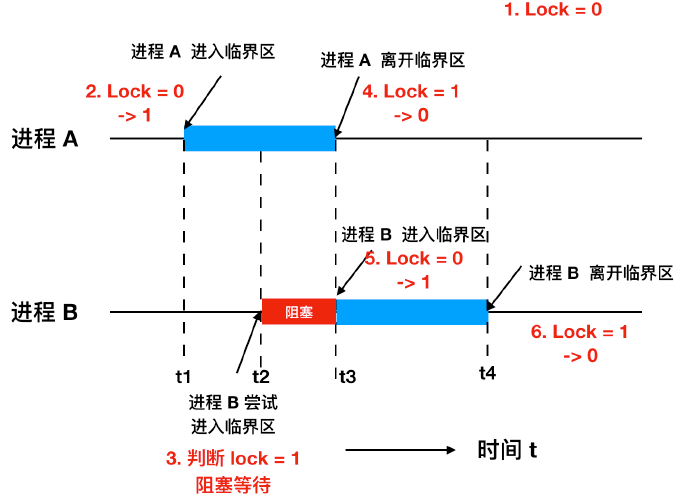 1. Lock = 0
进程 A 进入临界区
进程 A 离开临界区
2. Lock = 0
-> 1
4. Lock = 1
-> 0
进程 A
进程 B 进入临界区
5. Lock = 0
-> 1
进程 B 离开临界区
进程 B
阻塞
6. Lock = 1
-> 0
t1
t2
t3
t4
进程 B 尝试
进入临界区
3. 判断 lock = 1
阻塞等待
时间 t